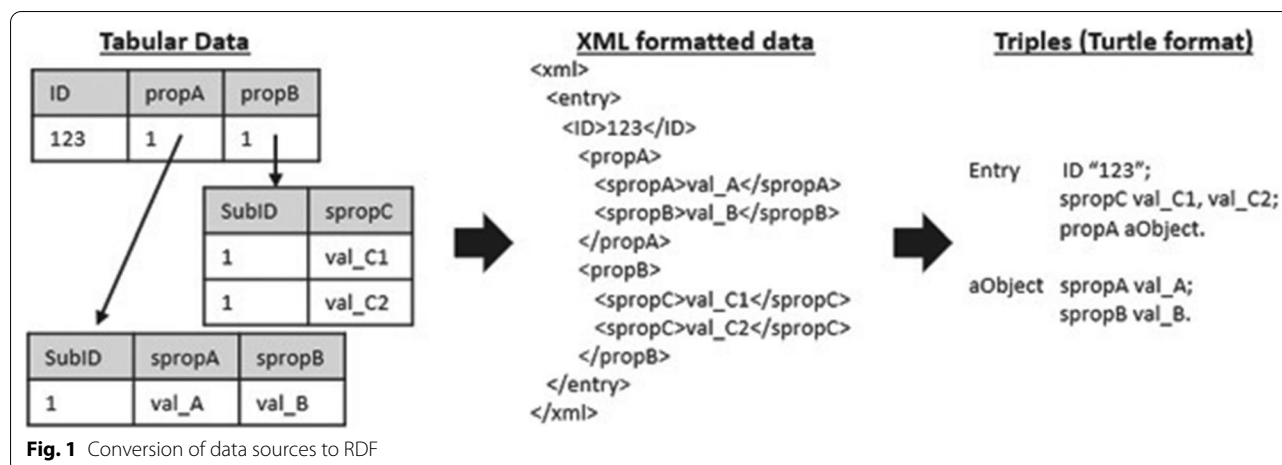 Tabular Data
ID propA propB
123 1 1
SubID spropC
1 val_C1
1 val_C2
SubID spropA spropB
1 val_A val_B
XML formatted data
<xml>
<entry>
<ID>123</ID>
<propA>
<spropA>val_A</spropA>
<spropB>val_B</spropB>
</propA>
<propB>
<spropC>val_C1</spropC>
<spropC>val_C2</spropC>
</propB>
</entry>
</xml>
Triples (Turtle format)
Entry ID “123”;
spropC val_C1, val_C2;
propA aObject.
aObject spropA val_A;
spropB val_B.
Fig. 1 Conversion of data sources to RDF